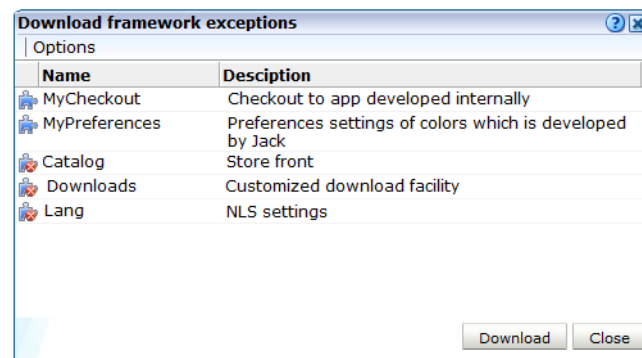 Download framework exceptions ?
Options
Name Desciption
MyCheckout Checkout to app developed internally
MyPreferences Preferences settings of colors which is developed
by Jack
Catalog Store front
Downloads Customized download facility
Lang NLS settings
Download Close